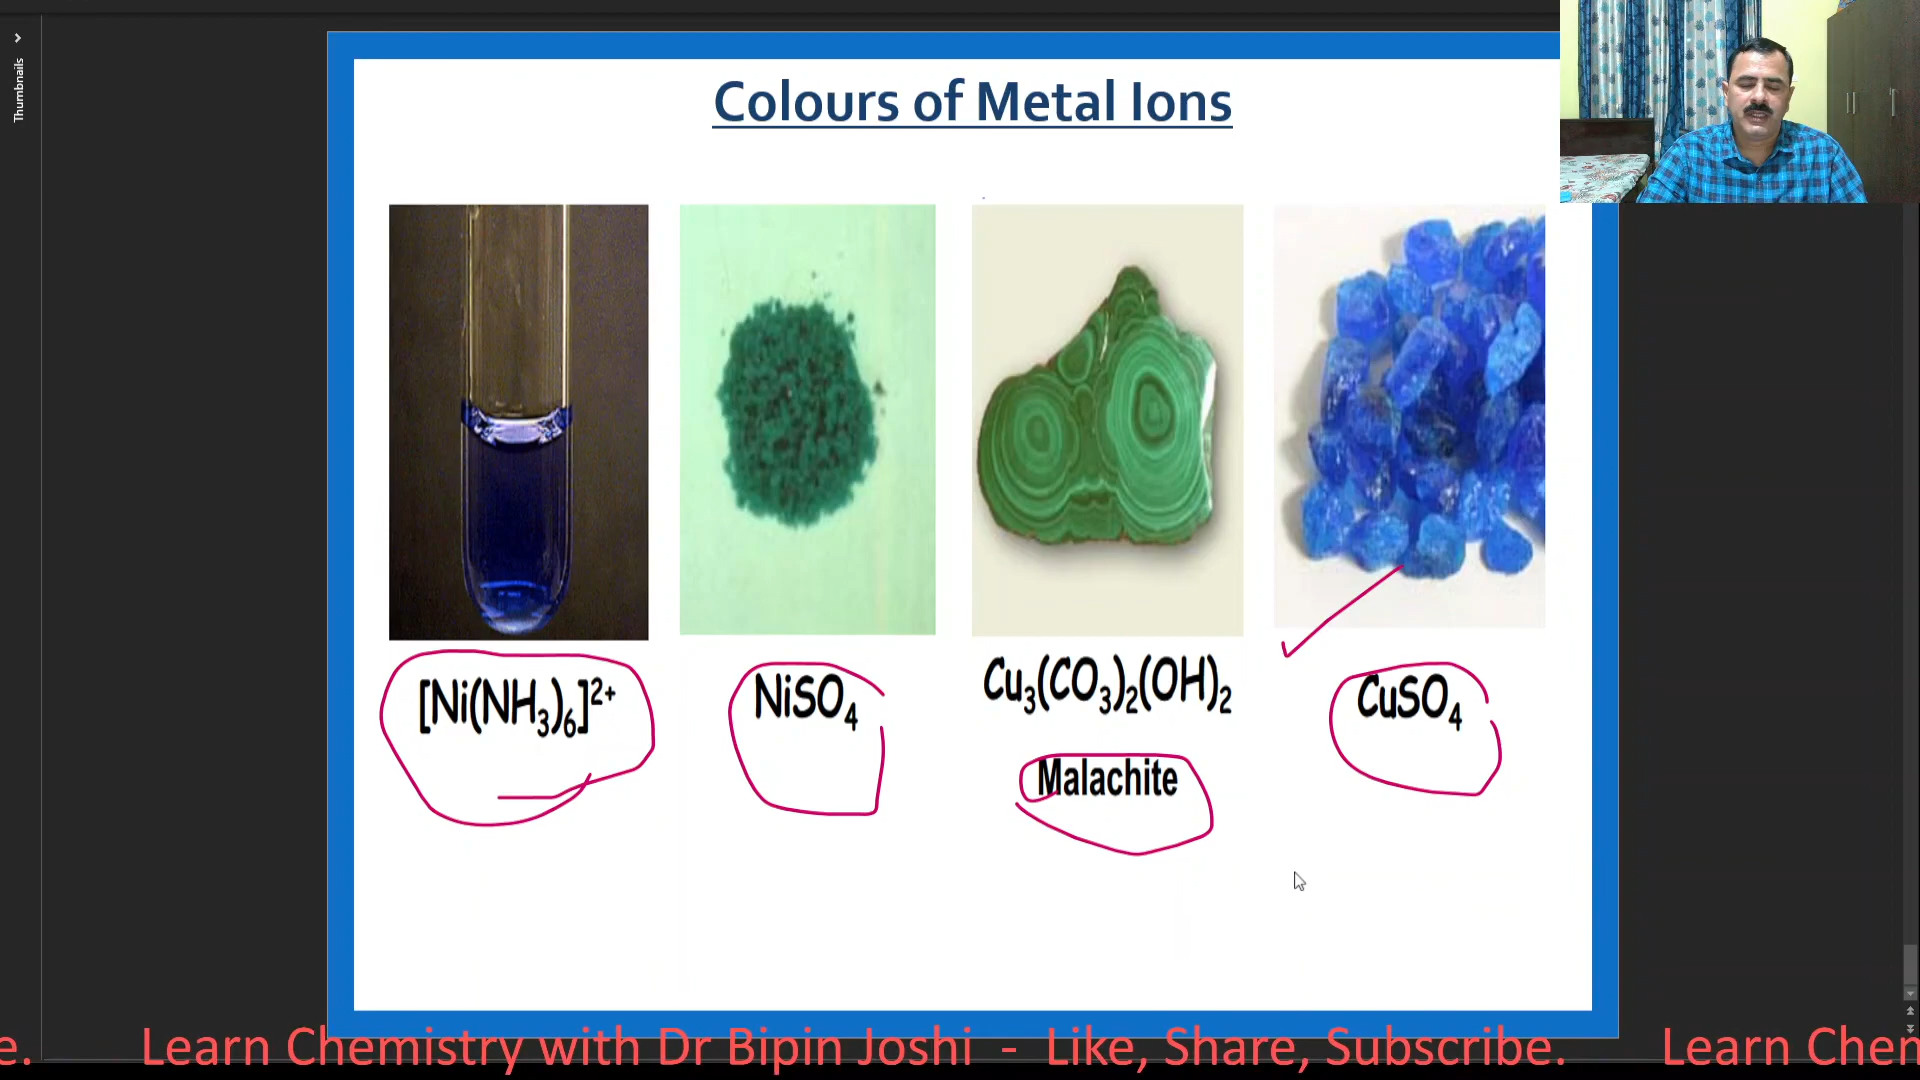 Thumbnails
Colours of Metal Ions
[Ni(NH₃)₆]²⁺
NiSO₄
Cu₃(CO₃)₂(OH)₂
CuSO₄
Malachite
e. Learn Chemistry with Dr Bipin Joshi - Like, Share, Subscribe. Learn Chem